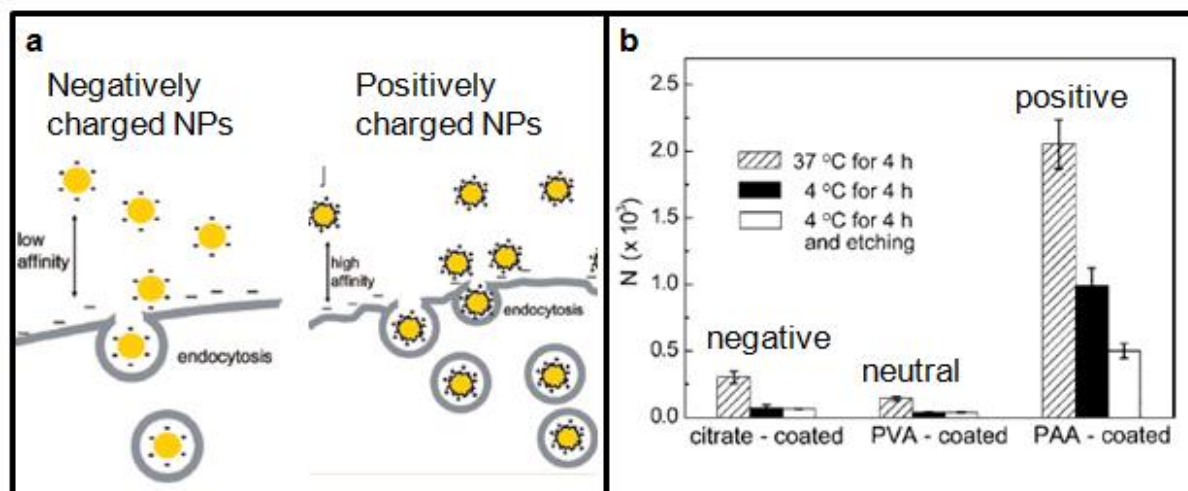 a
Negatively
charged NPs
Positively
charged NPs
low
affinity
high
affinity
endocytosis
endocytosis
b
positive
37 °C for 4 h
4 °C for 4 h
4 °C for 4 h
and etching
negative
neutral
N (x 10³)
2.5
2.0
1.5
1.0
0.5
0.0
citrate - coated
PVA - coated
PAA - coated